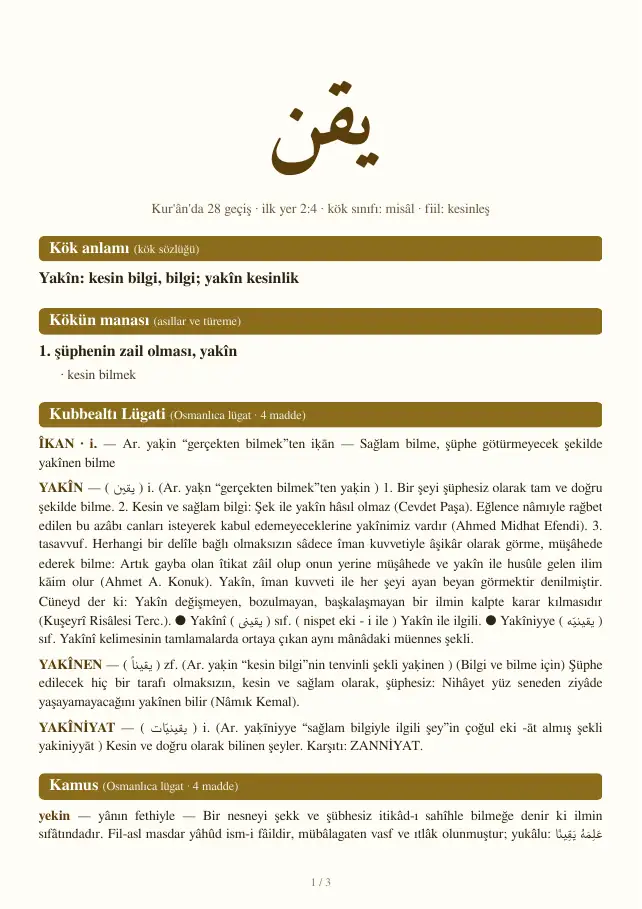 يقن
Kur'ân'da 28 geçiş · ilk yer 2:4 · kök sınıfı: misâl · fiil: kesinleş
Kök anlamı (kök sözlüğü)
Yakîn: kesin bilgi, bilgi; yakîn kesinlik
Kökün manası (asıllar ve türeme)
1. şüphenin zail olması, yakîn
· kesin bilmek
Kubbealtı Lügati (Osmanlıca lügat · 4 madde)
ÎKAN · i. — Ar. yaḳin “gerçekten bilmek”ten iḳān — Sağlam bilme, şüphe götürmeyecek şekilde
yakînen bilme
YAKÎN — ( يقين ) i. (Ar. yaḳn “gerçekten bilmek”ten yaḳin ) 1. Bir şeyi şüphesiz olarak tam ve doğru
şekilde bilme. 2. Kesin ve sağlam bilgi: Şek ile yakîn hâsıl olmaz (Cevdet Paşa). Eğlence nâmıyle rağbet
edilen bu azâbı canları isteyerek kabul edemeyeceklerine yakînimiz vardır (Ahmed Midhat Efendi). 3.
tasavvuf. Herhangi bir delîle bağlı olmaksızın sâdece îman kuvvetiyle âşikâr olarak görme, müşâhede
ederek bilme: Artık gayba olan îtikat zâil olup onun yerine müşâhede ve yakîn ile husûle gelen ilim
kāim olur (Ahmet A. Konuk). Yakîn, îman kuvveti ile her şeyi ayan beyan görmektir denilmiştir.
Cüneyd der ki: Yakîn değişmeyen, bozulmayan, başkalaşmayan bir ilmin kalpte karar kılmasıdır
(Kuşeyrî Risâlesi Terc.). ● Yakînî ( يقينى ) sıf. ( nispet eki - i ile ) Yakîn ile ilgili. ● Yakîniyye ( يقينيّه )
sıf. Yakînî kelimesinin tamlamalarda ortaya çıkan aynı mânâdaki müennes şekli.
YAKÎNEN — ( يقيناً ) zf. (Ar. yaḳin “kesin bilgi”nin tenvinli şekli yaḳinen ) (Bilgi ve bilme için) Şüphe
edilecek hiç bir tarafı olmaksızın, kesin ve sağlam olarak, şüphesiz: Nihâyet yüz seneden ziyâde
yaşayamayacağını yakînen bilir (Nâmık Kemal).
YAKÎNİYAT — ( يقينيّات ) i. (Ar. yaḳīniyye “sağlam bilgiyle ilgili şey”in çoğul eki -āt almış şekli
yakiniyyāt ) Kesin ve doğru olarak bilinen şeyler. Karşıtı: ZANNİYAT.
Kamus (Osmanlıca lügat · 4 madde)
yekin — yânın fethiyle — Bir nesneyi şekk ve şübhesiz itikâd-ı sahîhle bilmeğe denir ki ilmin
sıfâtındadır. Fil-asl masdar yâhûd ism-i fâildir, mübâlagaten vasf ve ıtlâk olunmuştur; yukâlu: عَلِمَهُ يَقِينًا
1 / 3